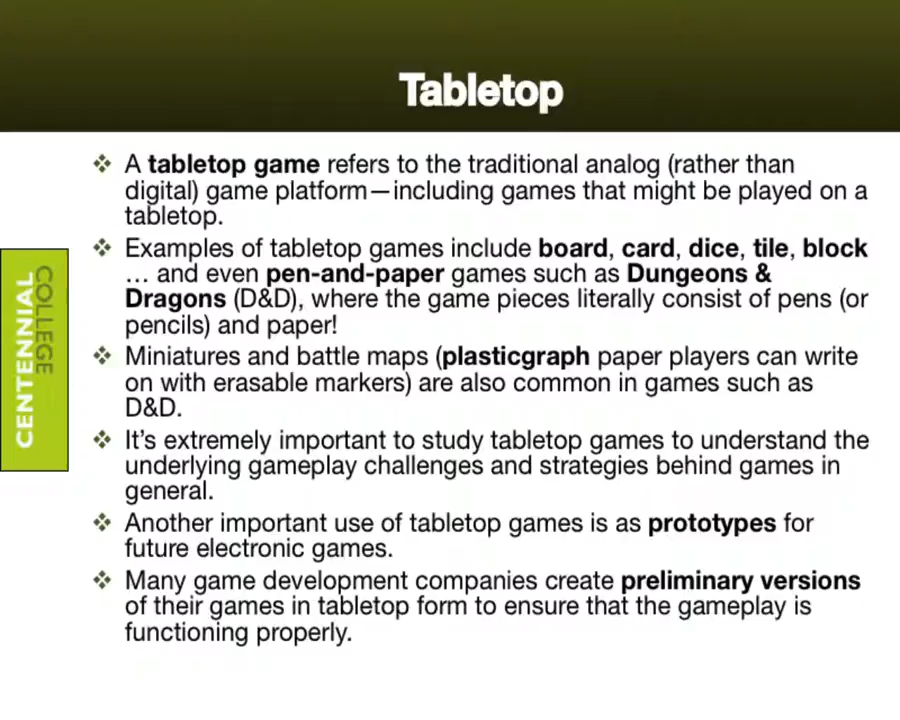 Tabletop
A tabletop game refers to the traditional analog (rather than
digital) game platform—including games that might be played on a
tabletop.
Examples of tabletop games include board, card, dice, tile, block
… and even pen-and-paper games such as Dungeons &
Dragons (D&D), where the game pieces literally consist of pens (or
pencils) and paper!
Miniatures and battle maps (plasticgraph paper players can write
on with erasable markers) are also common in games such as
D&D.
It's extremely important to study tabletop games to understand the
underlying gameplay challenges and strategies behind games in
general.
Another important use of tabletop games is as prototypes for
future electronic games.
Many game development companies create preliminary versions
of their games in tabletop form to ensure that the gameplay is
functioning properly.
CENTENNIAL
COLLEGE